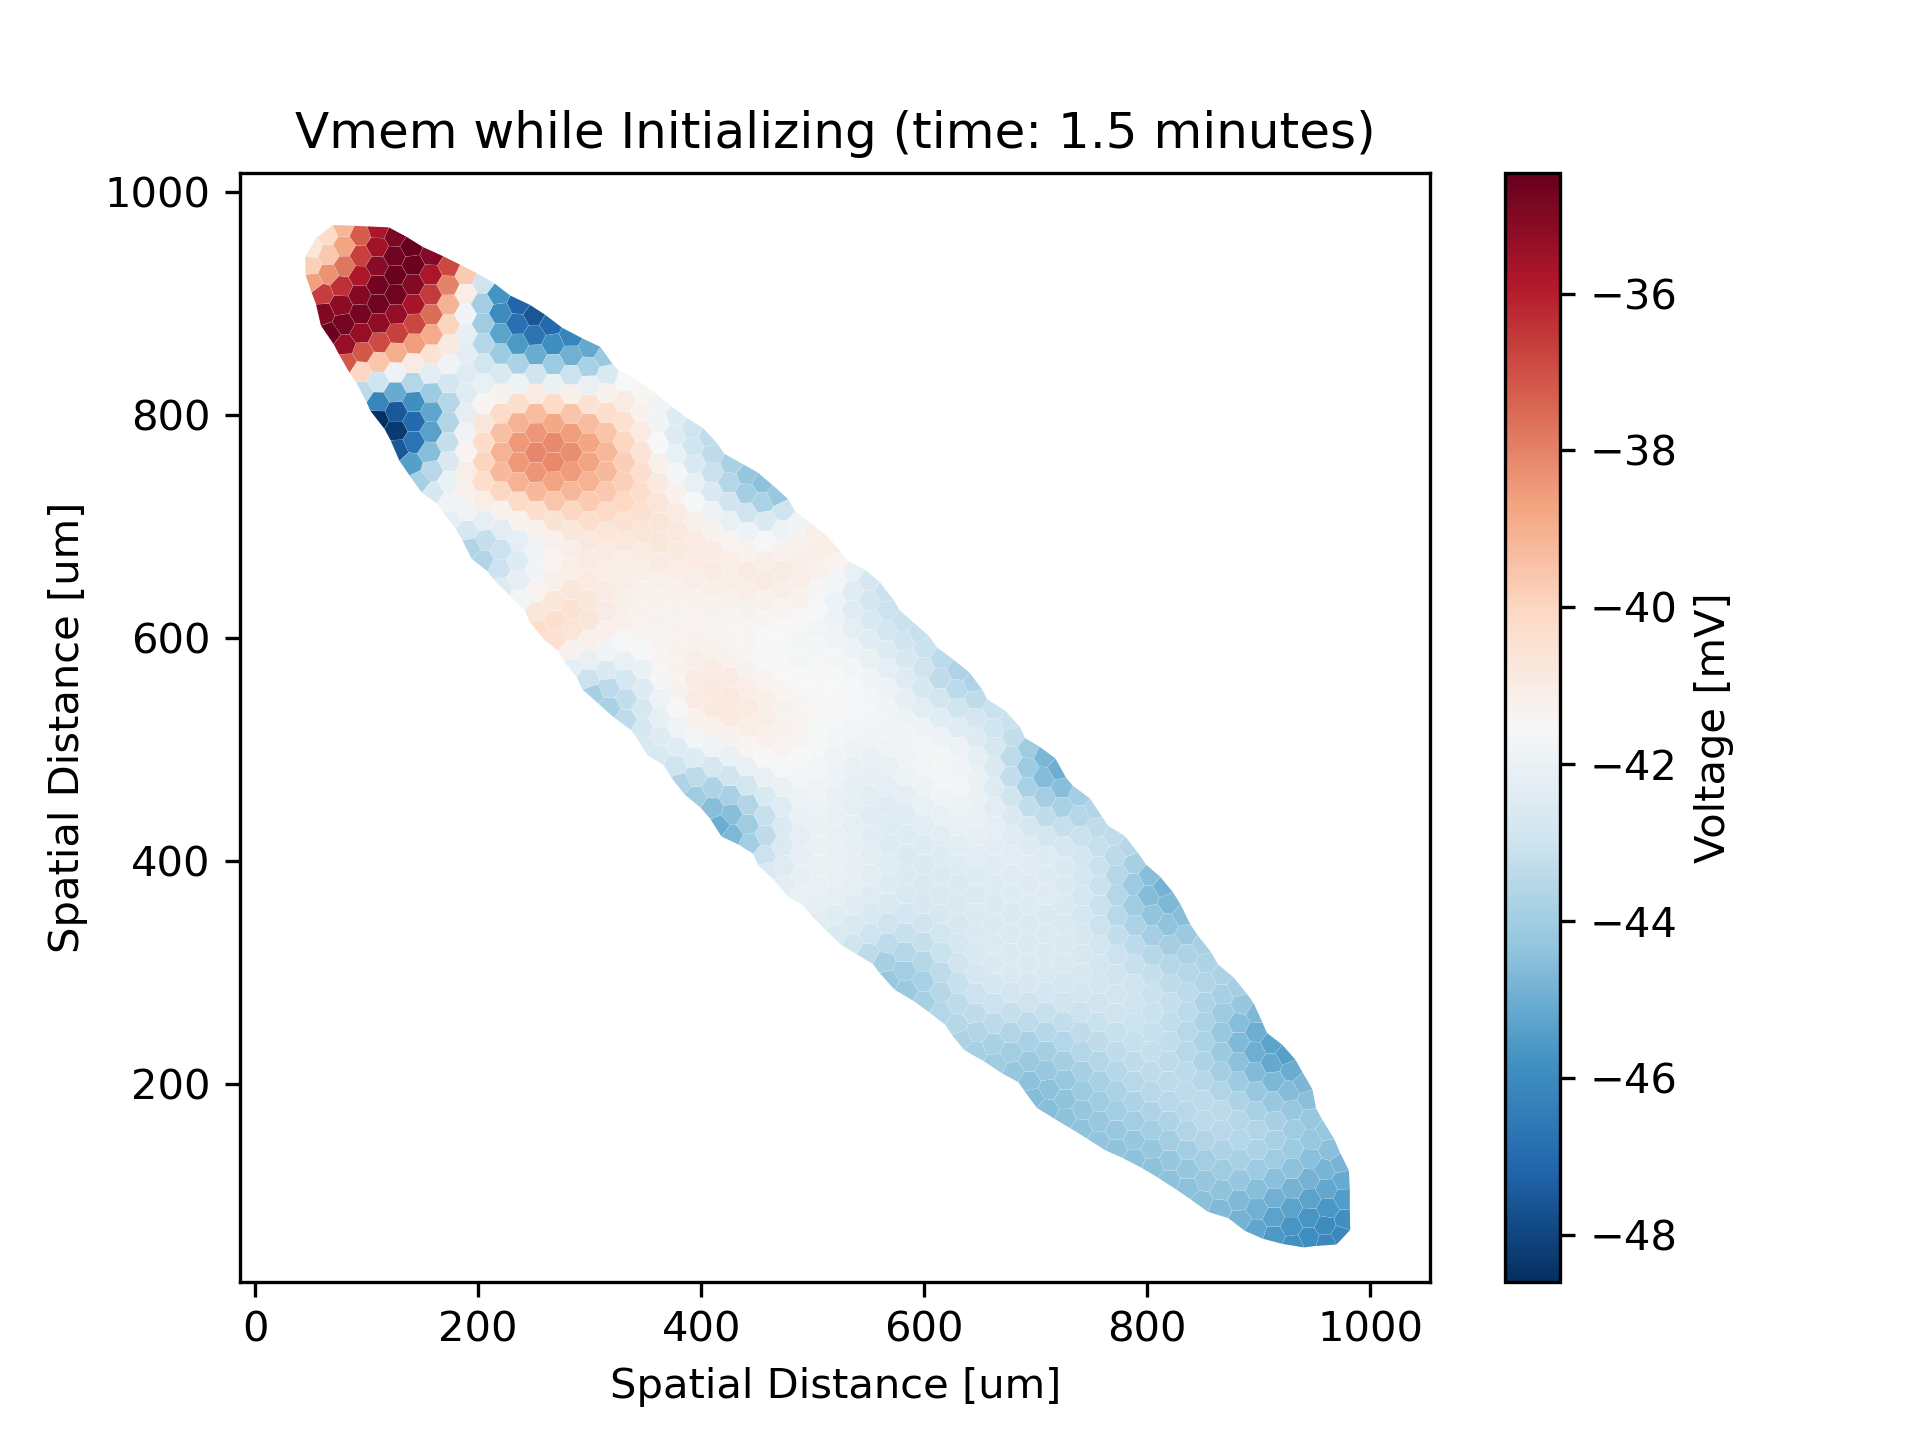 Vmem while Initializing (time: 1.5 minutes)
1000
800
600
400
200
Spatial Distance [um]
0 200 400 600 800 1000
Spatial Distance [um]
−36
−38
−40
−42
−44
−46
−48
Voltage [mV]